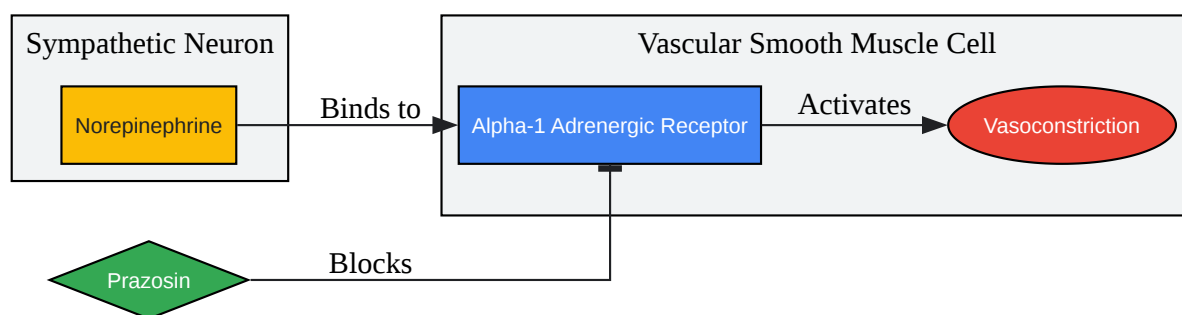 Sympathetic Neuron
Vascular Smooth Muscle Cell
Norepinephrine
Binds to
Alpha-1 Adrenergic Receptor
Activates
Vasoconstriction
Prazosin
Blocks